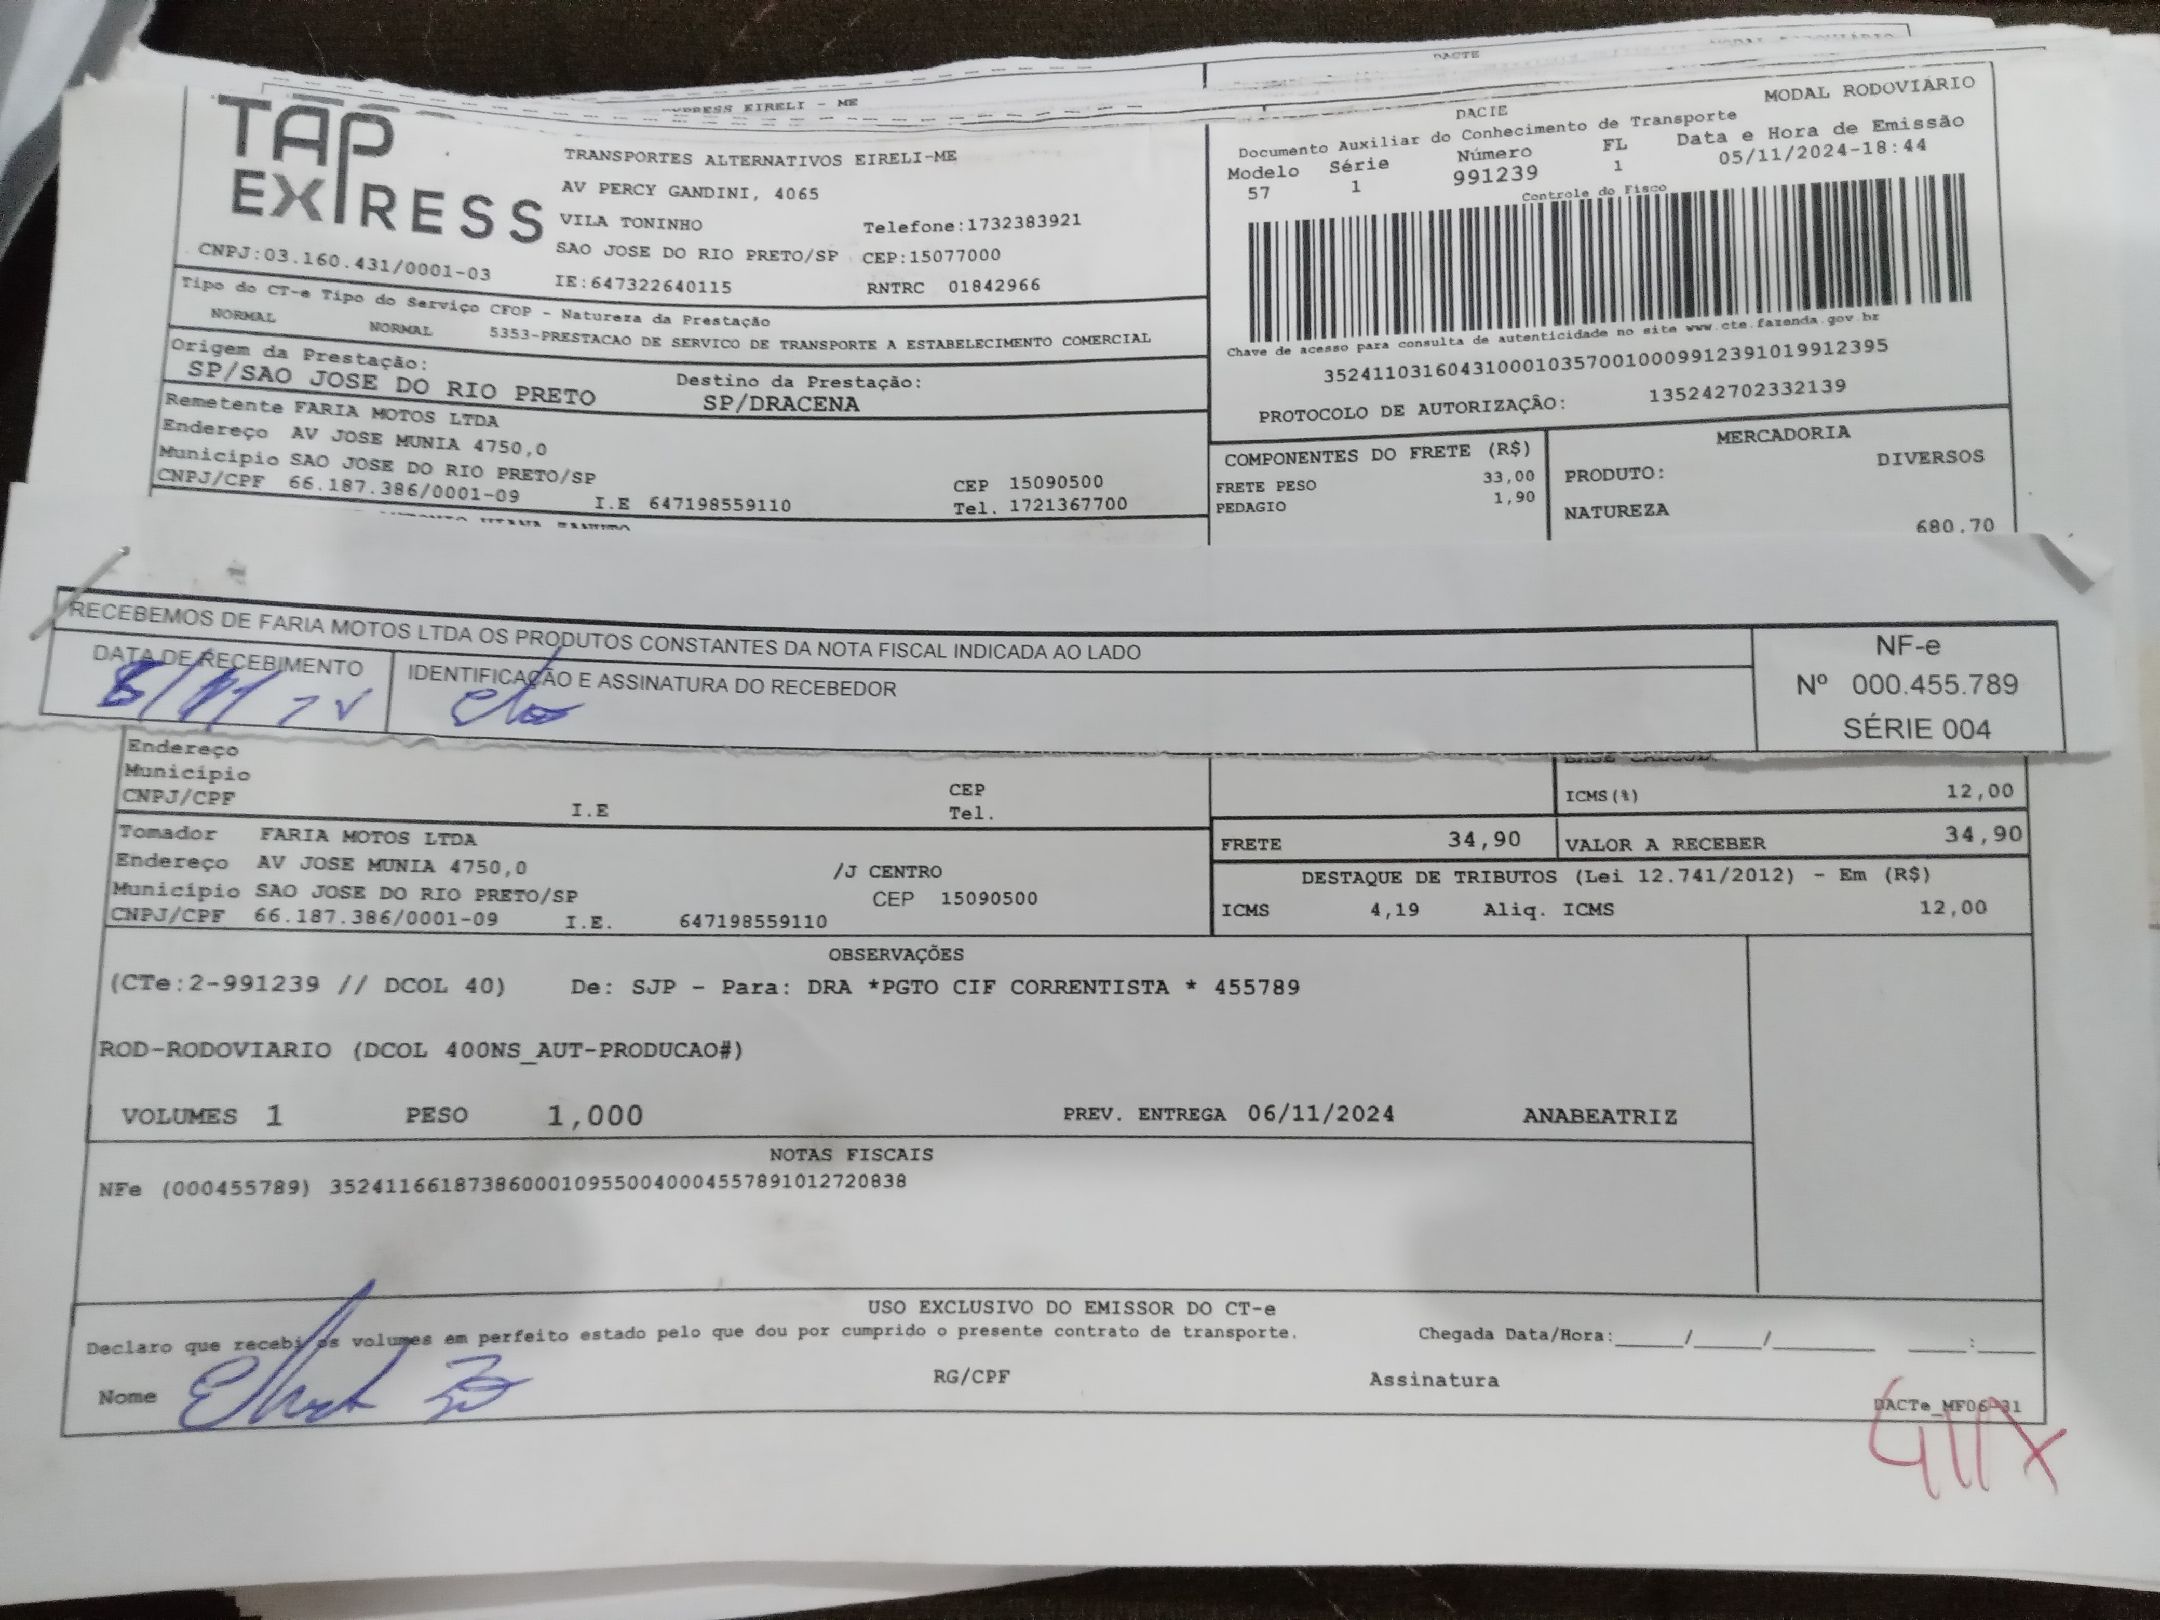 DACTE
EXPRESS EIRELI - ME
TAP
EXPRESS
CNPJ:03.160.431/0001-03
TRANSPORTES ALTERNATIVOS EIRELI-ME
AV PERCY GANDINI, 4065
VILA TONINHO
Telefone:1732383921
SAO JOSE DO RIO PRETO/SP CEP:15077000
IE:647322640115
RNTRC 01842966
Tipo do CT-e Tipo do Serviço CFOP - Natureza da Prestação
NORMAL NORMAL 5353-PRESTACAO DE SERVICO DE TRANSPORTE A ESTABELECIMENTO COMERCIAL
Origem da Prestação:
SP/SAO JOSE DO RIO PRETO
Destino da Prestação:
SP/DRACENA
Remetente FARIA MOTOS LTDA
Endereço AV JOSE MUNIA 4750,0
Município SAO JOSE DO RIO PRETO/SP
CEP 15090500
CNPJ/CPF 66.187.386/0001-09 I.E 647198559110
Tel. 1721367700
DACTE
MODAL RODOVIÁRIO
Documento Auxiliar do Conhecimento de Transporte
Modelo Série Número FL Data e Hora de Emissão
57 1 991239 1 05/11/2024-18:44
Controle do Fisco
Chave de acesso para consulta de autenticidade no site www.cte.fazenda.gov.br
35241103160431000103570010009912391019912395
PROTOCOLO DE AUTORIZAÇÃO: 135242702332139
COMPONENTES DO FRETE (R$)
FRETE PESO 33,00
PEDAGIO 1,90
MERCADORIA
PRODUTO: DIVERSOS
NATUREZA
680,70
RECEBEMOS DE FARIA MOTOS LTDA OS PRODUTOS CONSTANTES DA NOTA FISCAL INDICADA AO LADO
DATA DE RECEBIMENTO
IDENTIFICAÇÃO E ASSINATURA DO RECEBEDOR
NF-e
Nº 000.455.789
SÉRIE 004
Endereço
Município
CEP
CNPJ/CPF I.E Tel.
ICMS(%) 12,00
Tomador FARIA MOTOS LTDA
Endereço AV JOSE MUNIA 4750,0 /J CENTRO
Município SAO JOSE DO RIO PRETO/SP CEP 15090500
CNPJ/CPF 66.187.386/0001-09 I.E. 647198559110
FRETE 34,90 VALOR A RECEBER 34,90
DESTAQUE DE TRIBUTOS (Lei 12.741/2012) - Em (R$)
ICMS 4,19 Aliq. ICMS 12,00
OBSERVAÇÕES
(CTe:2-991239 // DCOL 40) De: SJP - Para: DRA *PGTO CIF CORRENTISTA * 455789
ROD-RODOVIARIO (DCOL 400NS_AUT-PRODUCAO#)
VOLUMES 1 PESO 1,000 PREV. ENTREGA 06/11/2024 ANABEATRIZ
NOTAS FISCAIS
NFe (000455789) 35241166187386000109550040004557891012720838
USO EXCLUSIVO DO EMISSOR DO CT-e
Declaro que recebi os volumes em perfeito estado pelo que dou por cumprido o presente contrato de transporte.
Chegada Data/Hora:_____/_____/_______ ____:____
Nome
RG/CPF
Assinatura